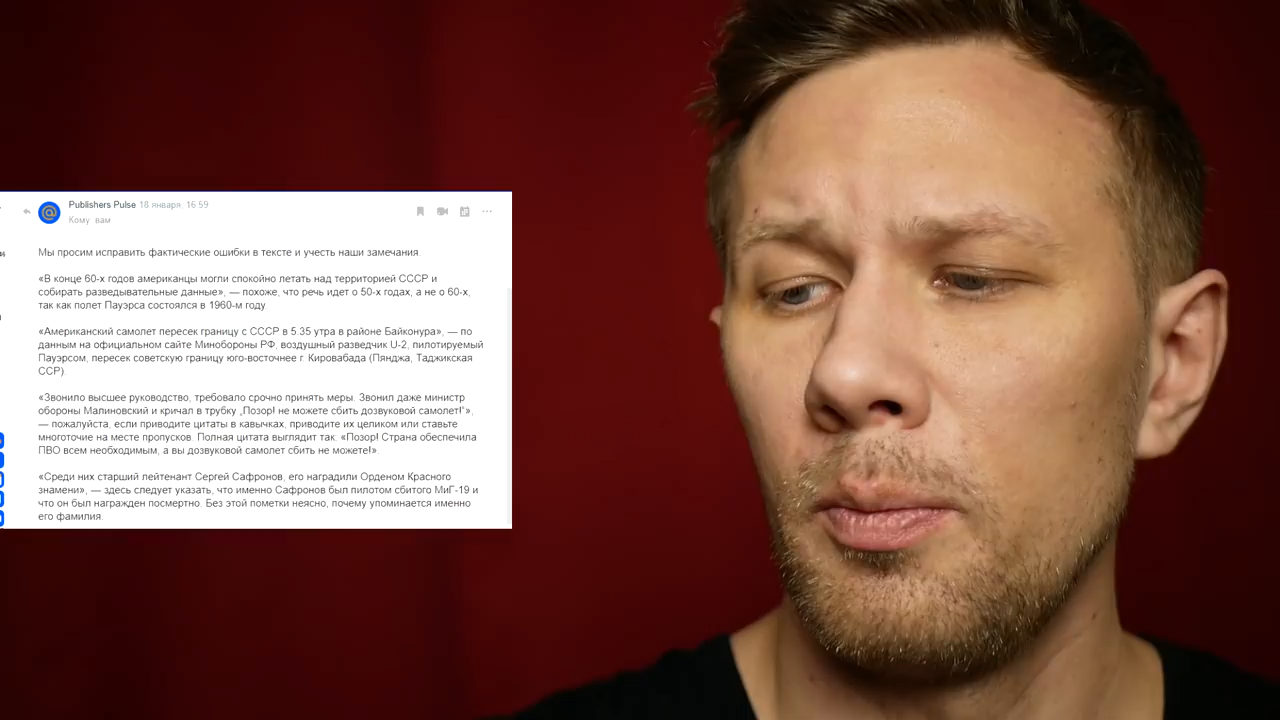 Publishers Pulse 18 января, 16:59
Кому: вам
Мы просим исправить фактические ошибки в тексте и учесть наши замечания.
«В конце 60-х годов американцы могли спокойно летать над территорией СССР и
собирать разведывательные данные», — похоже, что речь идет о 50-х годах, а не о 60-х,
так как полет Пауэрса состоялся в 1960-м году.
«Американский самолет пересек границу с СССР в 5.35 утра в районе Байконура», — по
данным на официальном сайте Минобороны РФ, воздушный разведчик U-2, пилотируемый
Пауэрсом, пересек советскую границу юго-восточнее г. Кировабада (Пянджа, Таджикская
ССР).
«Звонило высшее руководство, требовало срочно принять меры. Звонил даже министр
обороны Малиновский и кричал в трубку „Позор! не можете сбить дозвуковой самолет!"»,
— пожалуйста, если приводите цитаты в кавычках, приводите их целиком или ставьте
многоточие на месте пропусков. Полная цитата выглядит так: «Позор! Страна обеспечила
ПВО всем необходимым, а вы дозвуковой самолет сбить не можете!».
«Среди них старший лейтенант Сергей Сафронов, его наградили Орденом Красного
знамени», — здесь следует указать, что именно Сафронов был пилотом сбитого МиГ-19 и
что он был награжден посмертно. Без этой пометки неясно, почему упоминается именно
его фамилия.